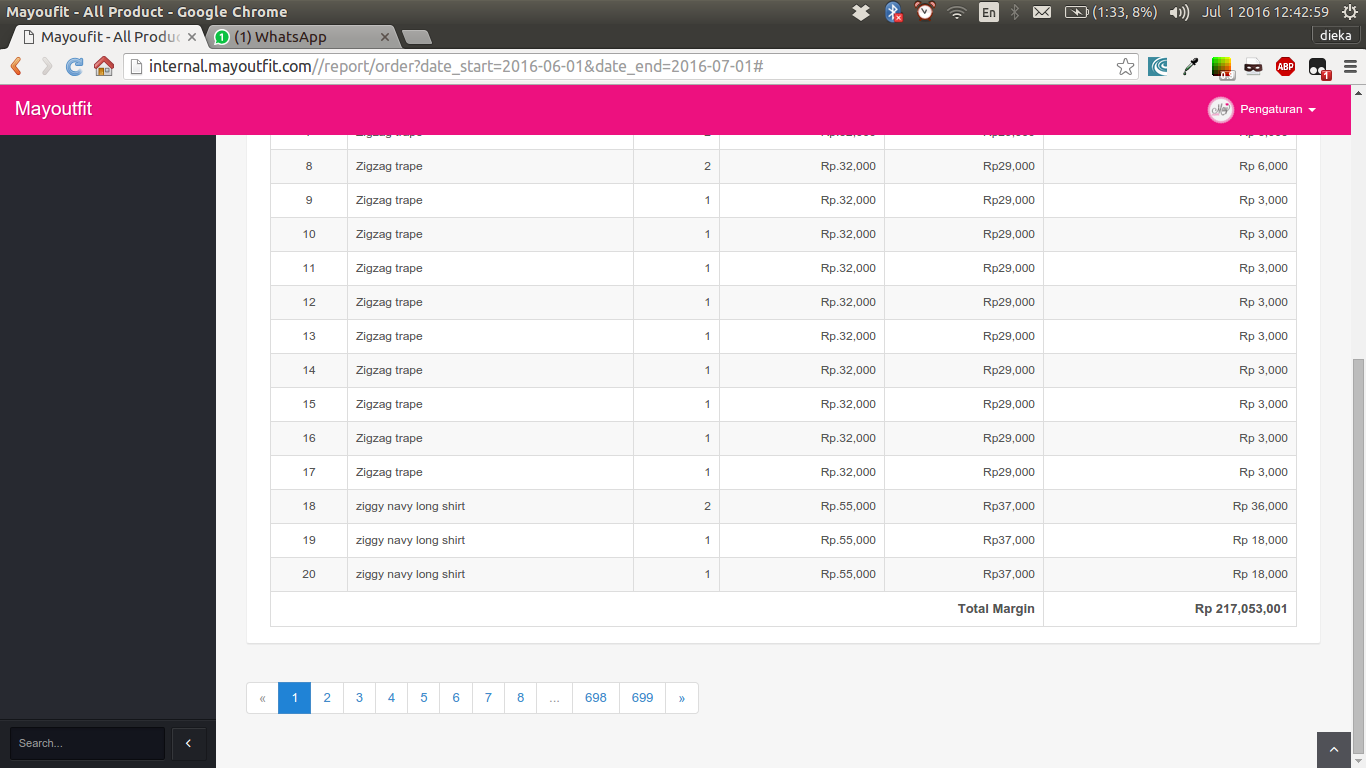 Mayoufit - All Product - Google Chrome En (1:33, 8%) Jul 1 2016 12:42:59
Mayoufit - All Produc × (1) WhatsApp × dieka
internal.mayoutfit.com//report/order?date_start=2016-06-01&date_end=2016-07-01# 0.3 ABP 1
Mayoutfit Pengaturan
8 Zigzag trape 2 Rp.32,000 Rp29,000 Rp 6,000
9 Zigzag trape 1 Rp.32,000 Rp29,000 Rp 3,000
10 Zigzag trape 1 Rp.32,000 Rp29,000 Rp 3,000
11 Zigzag trape 1 Rp.32,000 Rp29,000 Rp 3,000
12 Zigzag trape 1 Rp.32,000 Rp29,000 Rp 3,000
13 Zigzag trape 1 Rp.32,000 Rp29,000 Rp 3,000
14 Zigzag trape 1 Rp.32,000 Rp29,000 Rp 3,000
15 Zigzag trape 1 Rp.32,000 Rp29,000 Rp 3,000
16 Zigzag trape 1 Rp.32,000 Rp29,000 Rp 3,000
17 Zigzag trape 1 Rp.32,000 Rp29,000 Rp 3,000
18 ziggy navy long shirt 2 Rp.55,000 Rp37,000 Rp 36,000
19 ziggy navy long shirt 1 Rp.55,000 Rp37,000 Rp 18,000
20 ziggy navy long shirt 1 Rp.55,000 Rp37,000 Rp 18,000
Total Margin Rp 217,053,001
« 1 2 3 4 5 6 7 8 ... 698 699 »
Search...